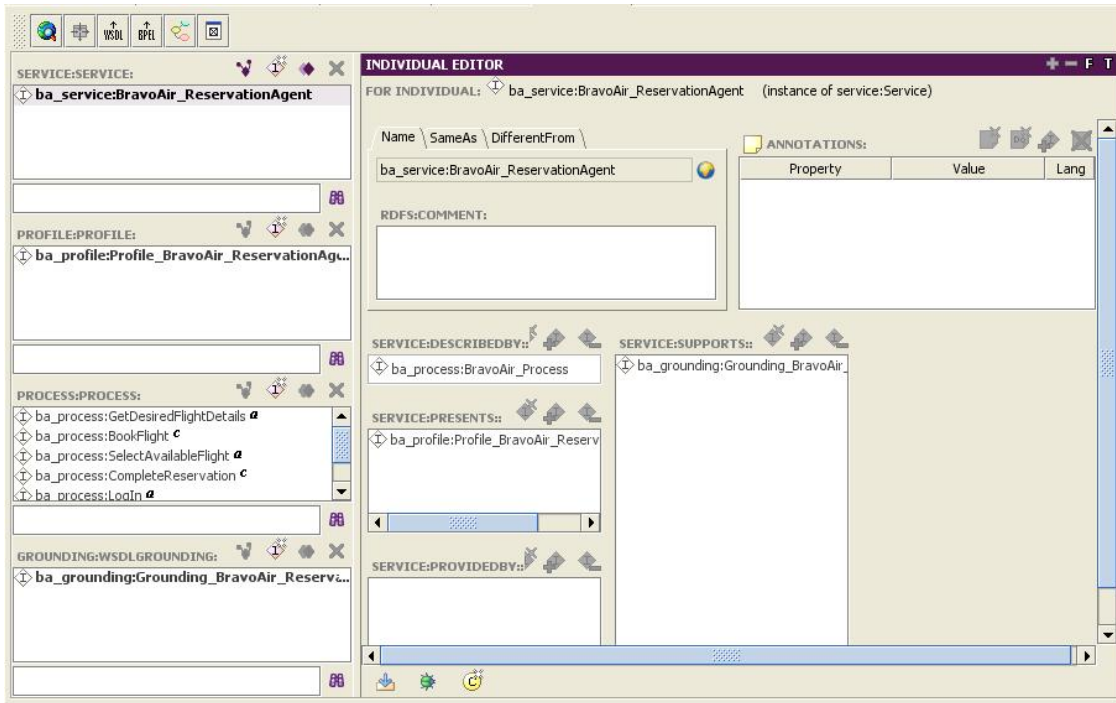 WSDL BPEL
SERVICE:SERVICE:
ba_service:BravoAir_ReservationAgent
PROFILE:PROFILE:
ba_profile:Profile_BravoAir_ReservationAge...
PROCESS:PROCESS:
ba_process:GetDesiredFlightDetails a
ba_process:BookFlight c
ba_process:SelectAvailableFlight a
ba_process:CompleteReservation c
ba_process:LogIn a
GROUNDING:WSDLGROUNDING:
ba_grounding:Grounding_BravoAir_Reserva...
INDIVIDUAL EDITOR
+ − F T
FOR INDIVIDUAL: ba_service:BravoAir_ReservationAgent (instance of service:Service)
Name SameAs DifferentFrom
ba_service:BravoAir_ReservationAgent
RDFS:COMMENT:
ANNOTATIONS:
Property Value Lang
SERVICE:DESCRIBEDBY::
ba_process:BravoAir_Process
SERVICE:PRESENTS::
ba_profile:Profile_BravoAir_Reserv
SERVICE:PROVIDEDBY::
SERVICE:SUPPORTS::
ba_grounding:Grounding_BravoAir_